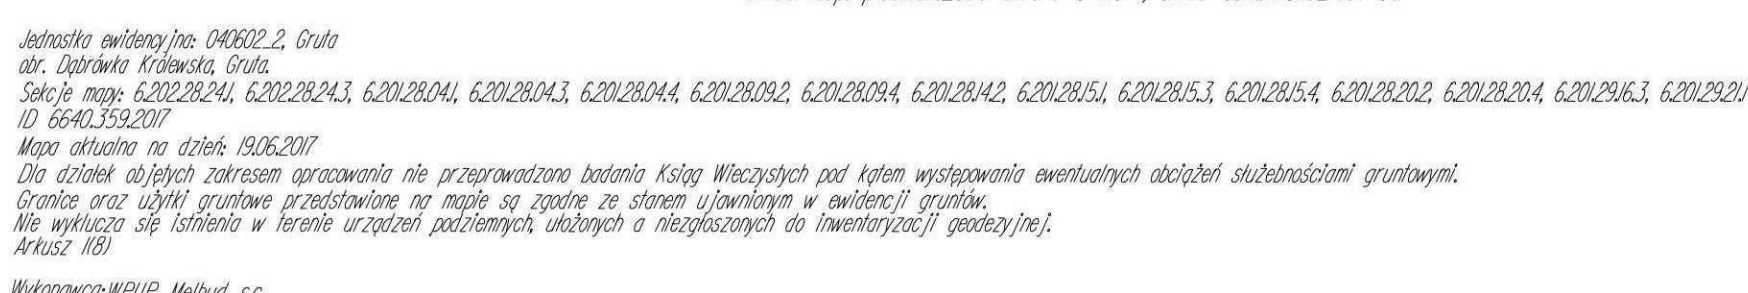 Jednostka ewidencyjna: 040602_2, Gruta
obr. Dąbrówka Królewska, Gruta.
Sekcje mapy: 6.202.28.24.1, 6.202.28.24.3, 6.201.28.04.1, 6.201.28.04.3, 6.201.28.04.4, 6.201.28.09.2, 6.201.28.09.4, 6.201.28.14.2, 6.201.28.15.1, 6.201.28.15.3, 6.201.28.15.4, 6.201.28.20.2, 6.201.28.20.4, 6.201.29.16.3, 6.201.29.21.1
ID 6640.359.2017
Mapa aktualna na dzień: 19.06.2017
Dla działek objętych zakresem opracowania nie przeprowadzono badania Ksiąg Wieczystych pod kątem występowania ewentualnych obciążeń służebnościami gruntowymi.
Granice oraz użytki gruntowe przedstawione na mapie są zgodne ze stanem ujawnionym w ewidencji gruntów.
Nie wyklucza się istnienia w terenie urządzeń podziemnych, ułożonych a niezgłoszonych do inwentaryzacji geodezyjnej.
Arkusz 1(8)
Wykonawca: WPUP Melbud s.c.